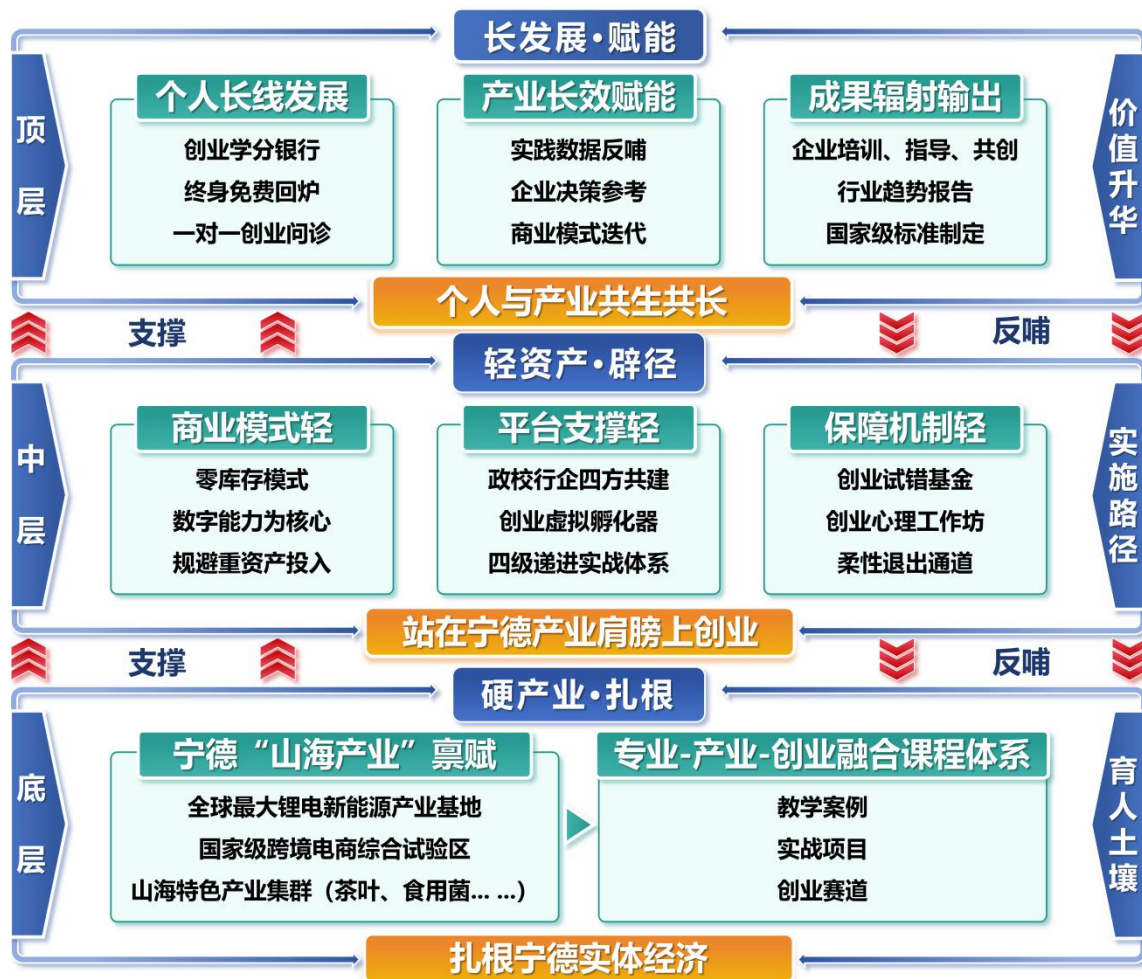 长发展·赋能
顶层
价值升华
个人长线发展
创业学分银行
终身免费回炉
一对一创业问诊
产业长效赋能
实践数据反哺
企业决策参考
商业模式迭代
成果辐射输出
企业培训、指导、共创
行业趋势报告
国家级标准制定
个人与产业共生共长
支撑
反哺
轻资产·辟径
中层
实施路径
商业模式轻
零库存模式
数字能力为核心
规避重资产投入
平台支撑轻
政校行企四方共建
创业虚拟孵化器
四级递进实战体系
保障机制轻
创业试错基金
创业心理工作坊
柔性退出通道
站在宁德产业肩膀上创业
支撑
反哺
硬产业·扎根
底层
育人土壤
宁德“山海产业”禀赋
全球最大锂电新能源产业基地
国家级跨境电商综合试验区
山海特色产业集群（茶叶、食用菌... ...）
专业-产业-创业融合课程体系
教学案例
实战项目
创业赛道
扎根宁德实体经济